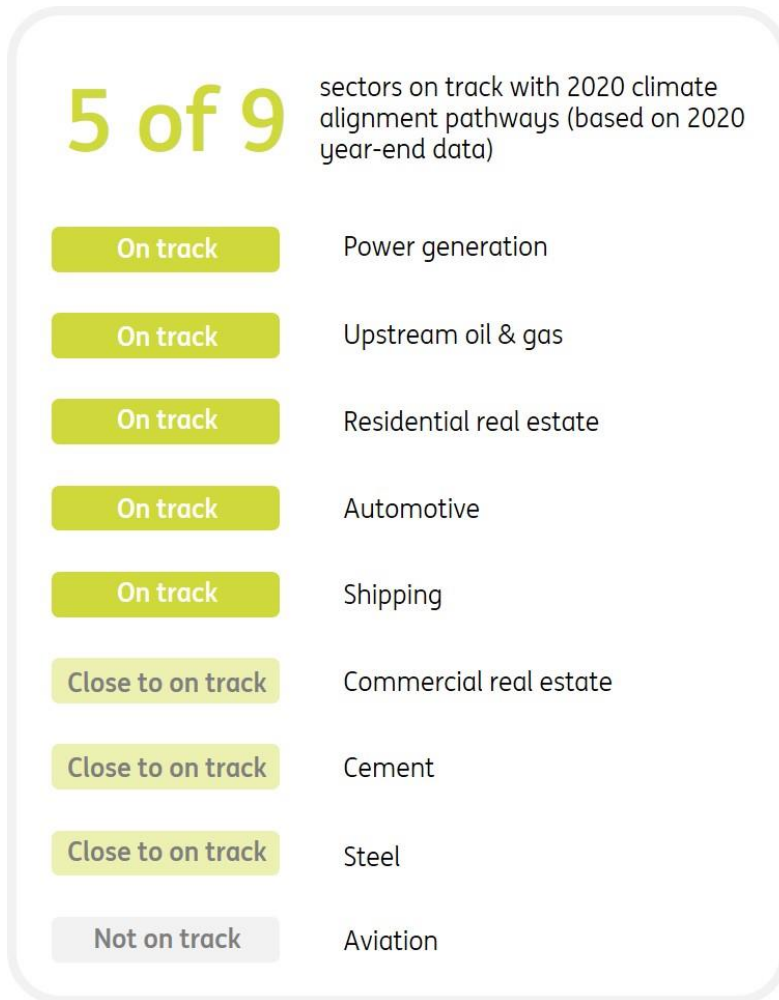 5 of 9
sectors on track with 2020 climate
alignment pathways (based on 2020
year-end data)
On track Power generation
On track Upstream oil & gas
On track Residential real estate
On track Automotive
On track Shipping
Close to on track Commercial real estate
Close to on track Cement
Close to on track Steel
Not on track Aviation